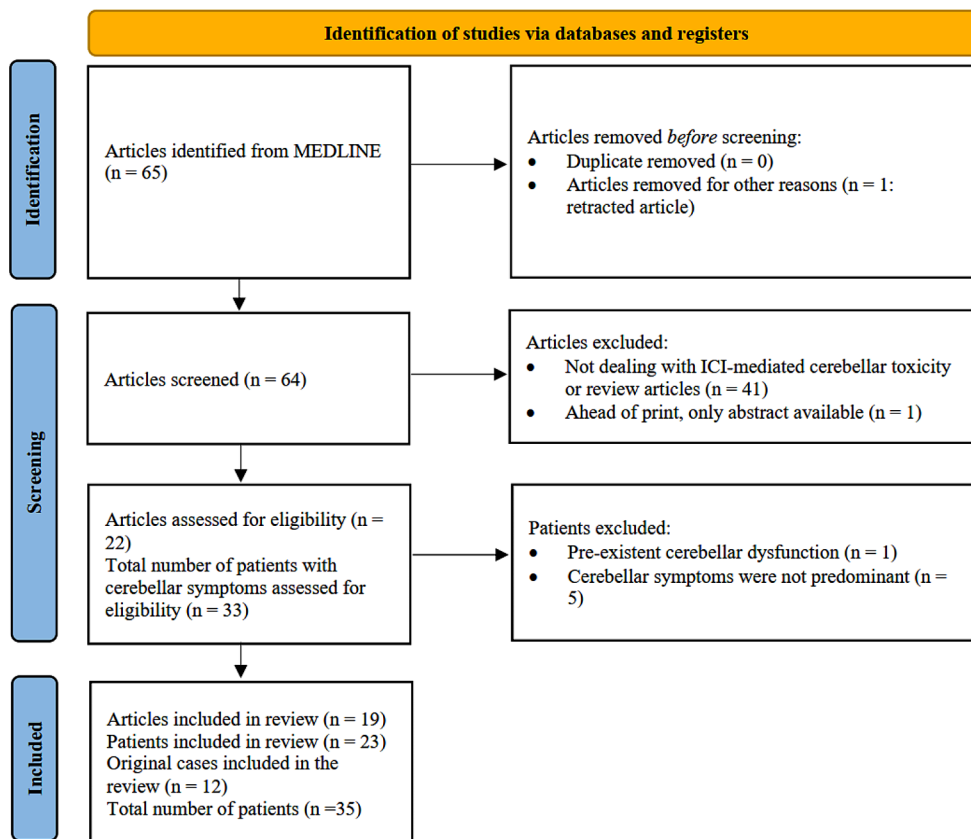 Identification of studies via databases and registers
Identification
Articles identified from MEDLINE
(n = 65)
Articles removed before screening:
• Duplicate removed (n = 0)
• Articles removed for other reasons (n = 1:
retracted article)
Screening
Articles screened (n = 64)
Articles excluded:
• Not dealing with ICI-mediated cerebellar toxicity
or review articles (n = 41)
• Ahead of print, only abstract available (n = 1)
Articles assessed for eligibility (n =
22)
Total number of patients with
cerebellar symptoms assessed for
eligibility (n = 33)
Patients excluded:
• Pre-existent cerebellar dysfunction (n = 1)
• Cerebellar symptoms were not predominant (n =
5)
Included
Articles included in review (n = 19)
Patients included in review (n = 23)
Original cases included in the
review (n = 12)
Total number of patients (n =35)